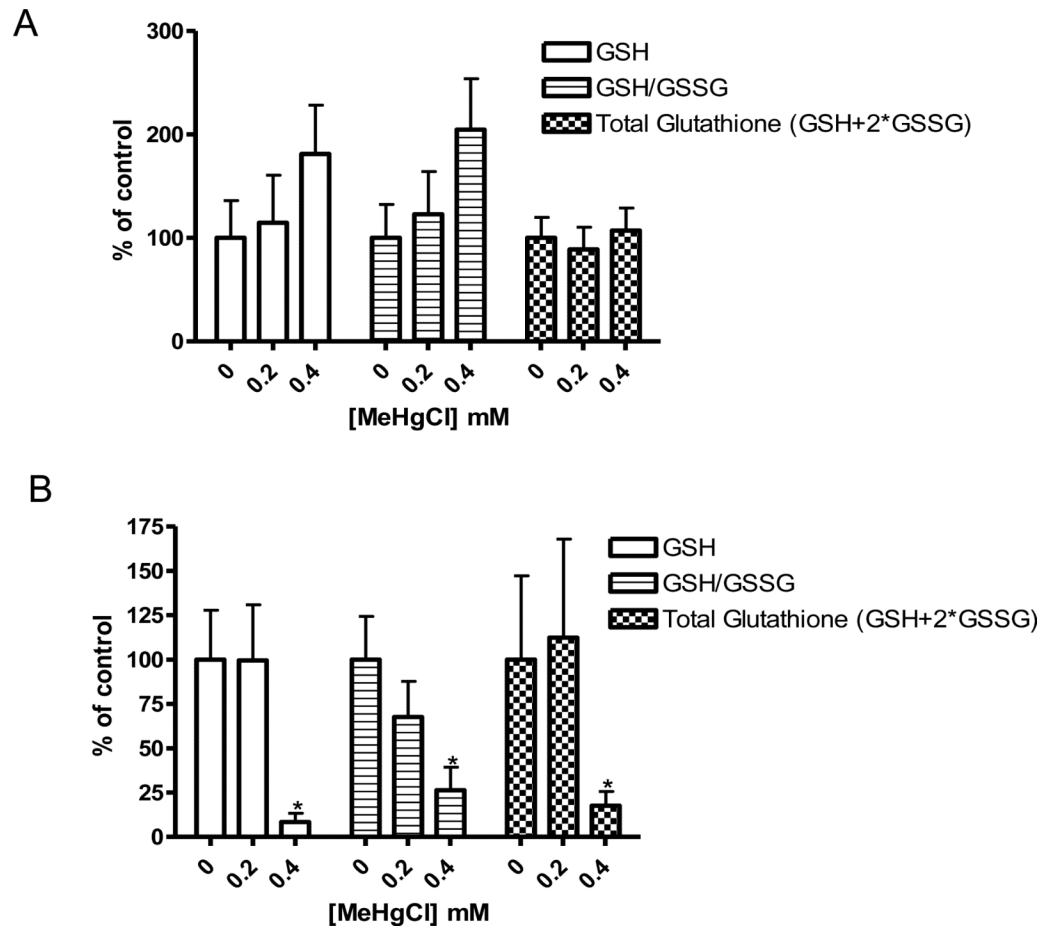 A
300
200
100
0
% of control
GSH
GSH/GSSG
Total Glutathione (GSH+2*GSSG)
0 0.2 0.4 0 0.2 0.4 0 0.2 0.4
[MeHgCl] mM
B
175
150
125
100
75
50
25
0
% of control
GSH
GSH/GSSG
Total Glutathione (GSH+2*GSSG)
* * *
0 0.2 0.4 0 0.2 0.4 0 0.2 0.4
[MeHgCl] mM